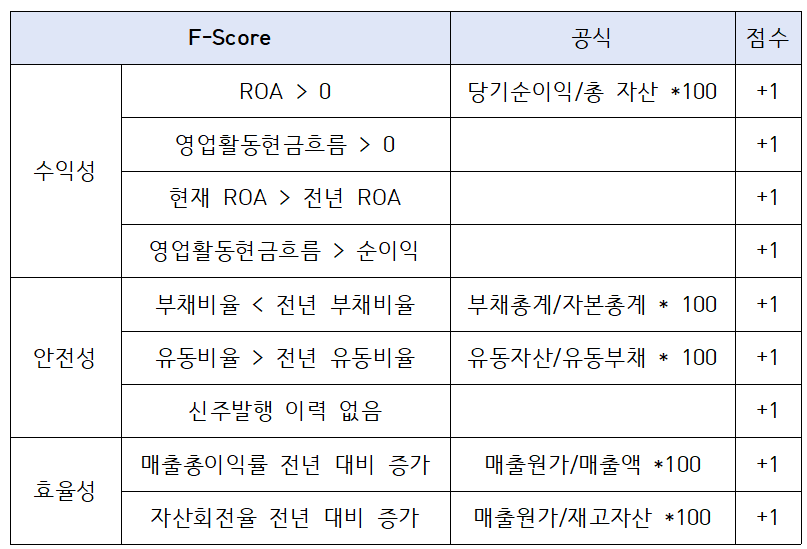 F-Score 공식 점수
수익성
ROA > 0 당기순이익/총 자산 *100 +1
영업활동현금흐름 > 0 +1
현재 ROA > 전년 ROA +1
영업활동현금흐름 > 순이익 +1
안전성
부채비율 < 전년 부채비율 부채총계/자본총계 * 100 +1
유동비율 > 전년 유동비율 유동자산/유동부채 * 100 +1
신주발행 이력 없음 +1
효율성
매출총이익률 전년 대비 증가 매출원가/매출액 *100 +1
자산회전율 전년 대비 증가 매출원가/재고자산 *100 +1